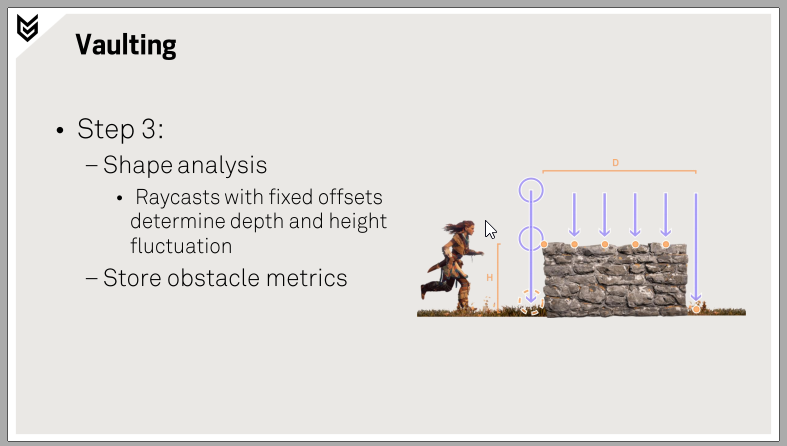 Vaulting
• Step 3:
– Shape analysis
• Raycasts with fixed offsets
determine depth and height
fluctuation
– Store obstacle metrics
D
H